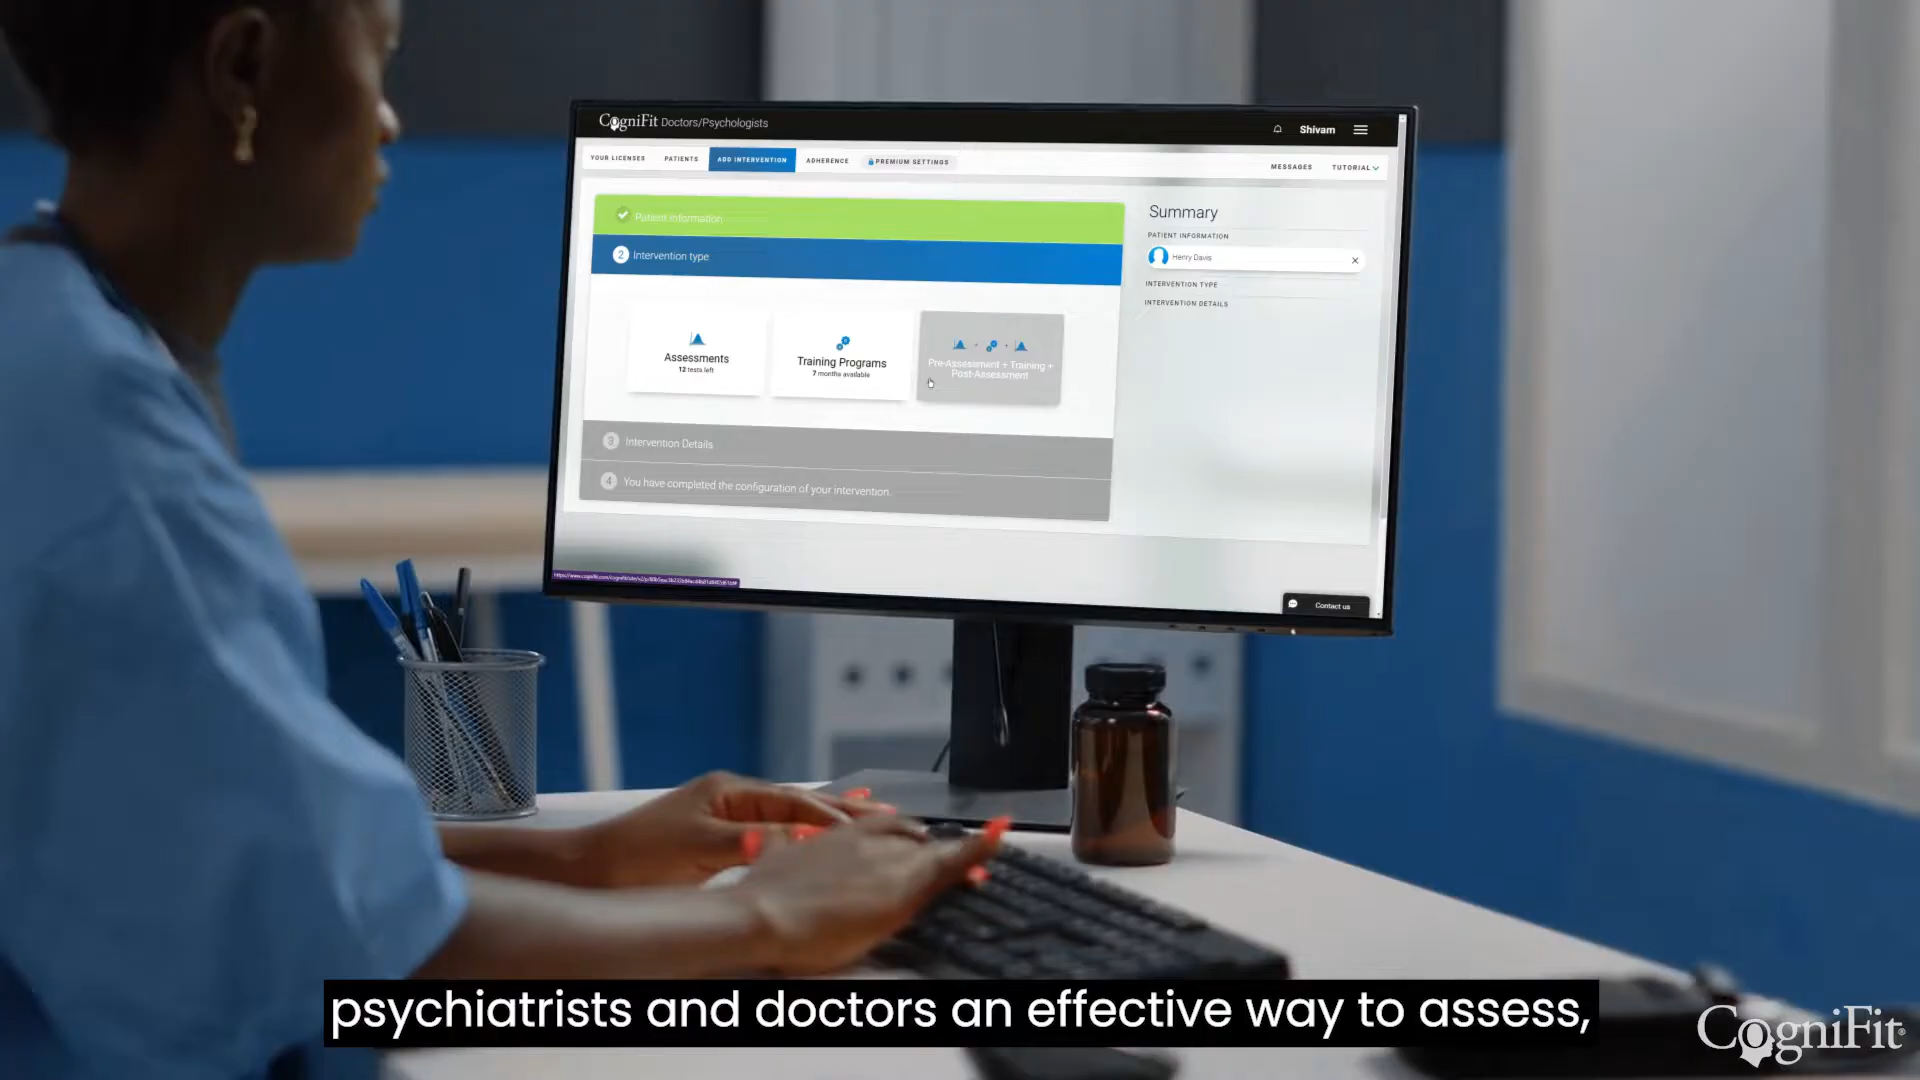 CogniFit Doctors/Psychologists
Shivam
YOUR LICENSES
PATIENTS
ADD INTERVENTION
ADHERENCE
PREMIUM SETTINGS
MESSAGES
TUTORIAL
Patient information
2 Intervention type
Assessments
12 tests left
Training Programs
7 months available
Pre-Assessment + Training +
Post-Assessment
3 Intervention Details
4 You have completed the configuration of your intervention.
Summary
PATIENT INFORMATION
Henry Davis
INTERVENTION TYPE
INTERVENTION DETAILS
Contact us
psychiatrists and doctors an effective way to assess,
CogniFit®